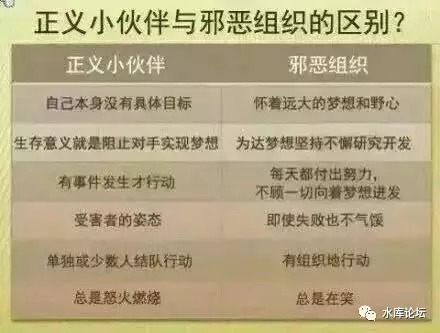 正义小伙伴与邪恶组织的区别？
正义小伙伴
邪恶组织
自己本身没有具体目标
怀着远大的梦想和野心
生存意义就是阻止对手实现梦想
为达梦想坚持不懈研究开发
有事件发生才行动
每天都付出努力，
不顾一切向着梦想进发
受害者的姿态
即使失败也不气馁
单独或少数人结队行动
有组织地行动
总是怒火燃烧
总是在笑
水库论坛